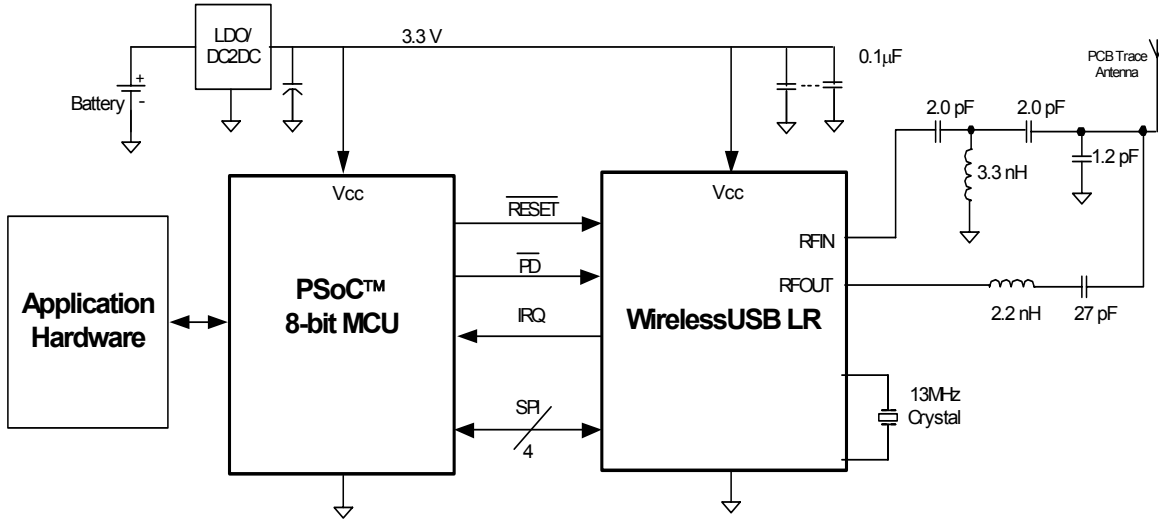 LDO/
DC2DC
3.3 V
0.1µF
PCB Trace
Antenna
+
-
Battery
2.0 pF
2.0 pF
1.2 pF
3.3 nH
Vcc
Vcc
RESET
RFIN
PD
RFOUT
Application
Hardware
PSoC™
8-bit MCU
IRQ
WirelessUSB LR
2.2 nH
27 pF
SPI
4
13MHz
Crystal